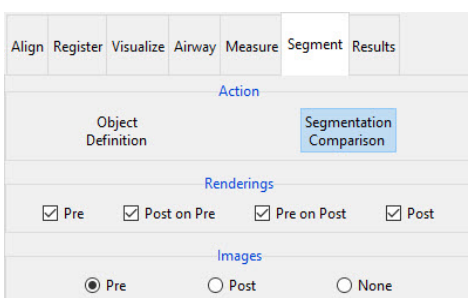 Align Register Visualize Airway Measure Segment Results
Action
Object Definition
Segmentation Comparison
Renderings
Pre Post on Pre Pre on Post Post
Images
Pre Post None